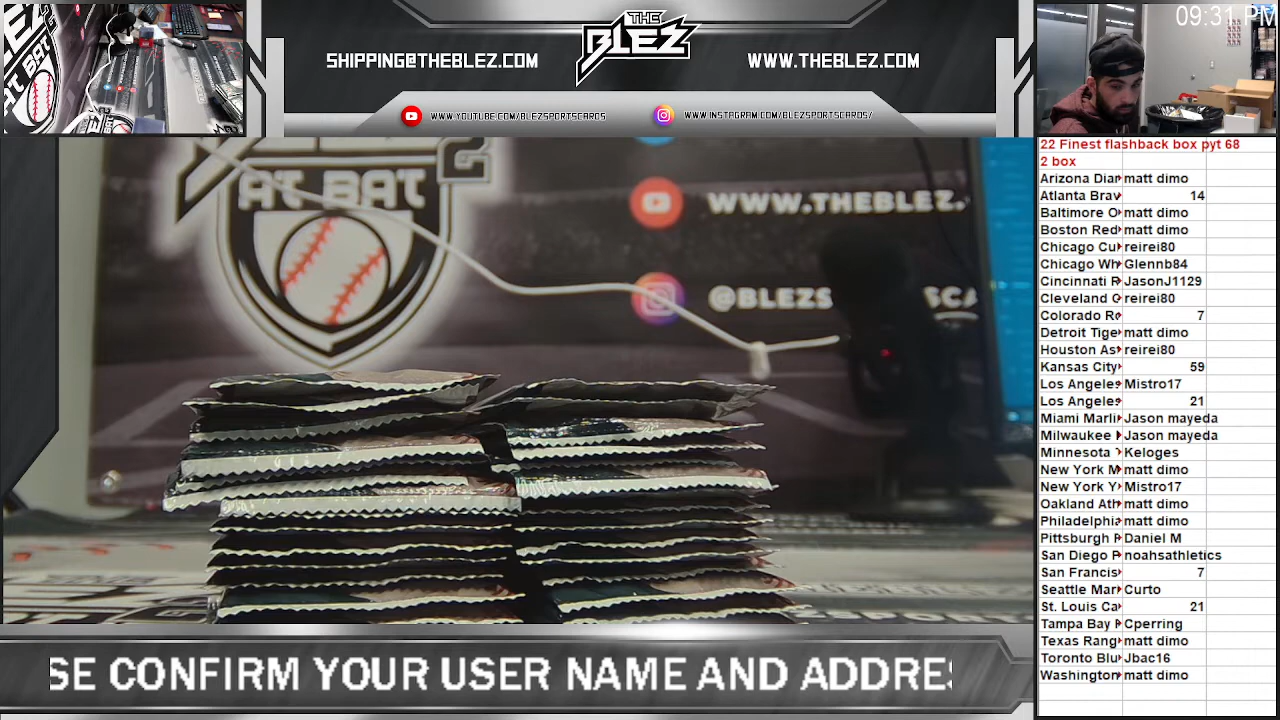 THE
BLEZ
SHIPPING@THEBLEZ.COM
WWW.THEBLEZ.COM
WWW.YOUTUBE.COM/BLEZSPORTSCARDS
WWW.INSTAGRAM.COM/BLEZSPORTSCARDS/
09:31 PM
AT BAT
WWW.THEBLEZ.
@BLEZS
SCA
22 Finest flashback box pyt 68
2 box
Arizona Diar matt dimo
Atlanta Brav 14
Baltimore O matt dimo
Boston Red matt dimo
Chicago Cu reirei80
Chicago Wh Glennb84
Cincinnati R JasonJ1129
Cleveland G reirei80
Colorado Ro 7
Detroit Tige matt dimo
Houston As reirei80
Kansas City 59
Los Angeles Mistro17
Los Angeles 21
Miami Marli Jason mayeda
Milwaukee Jason mayeda
Minnesota Keloges
New York M matt dimo
New York Y Mistro17
Oakland Ath matt dimo
Philadelphia matt dimo
Pittsburgh P Daniel M
San Diego P noahsathletics
San Francis 7
Seattle Mar Curto
St. Louis Ca 21
Tampa Bay Cperring
Texas Rang matt dimo
Toronto Blu Jbac16
Washington matt dimo
SE CONFIRM YOUR USER NAME AND ADDRES